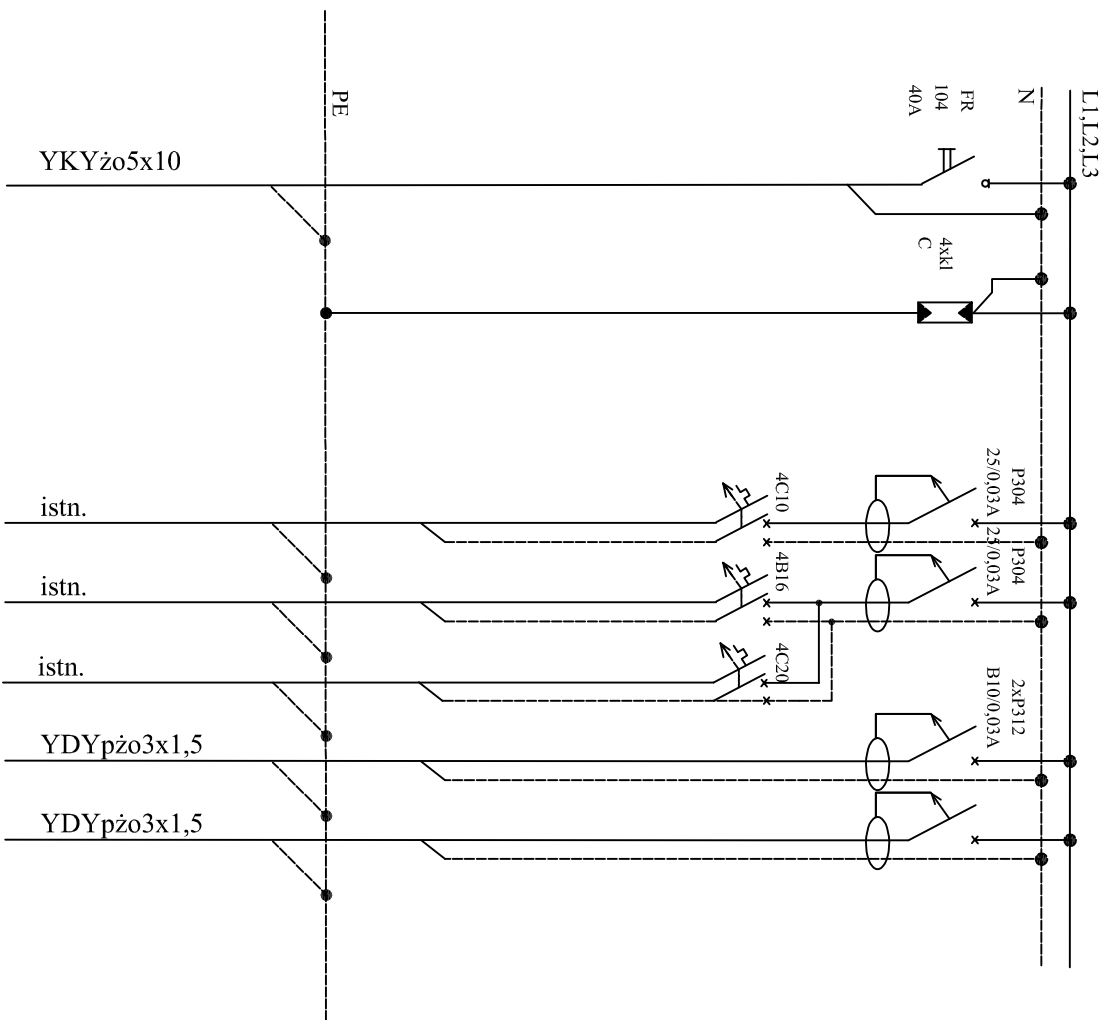 L1,L2,L3
N
PE
FR
104
40A
YKYżo5x10
4xkl
C
P304
25/0,03A
4C10
istn.
P304
25/0,03A
4B16
istn.
4C20
istn.
2xP312
B10/0,03A
YDYpżo3x1,5
YDYpżo3x1,5